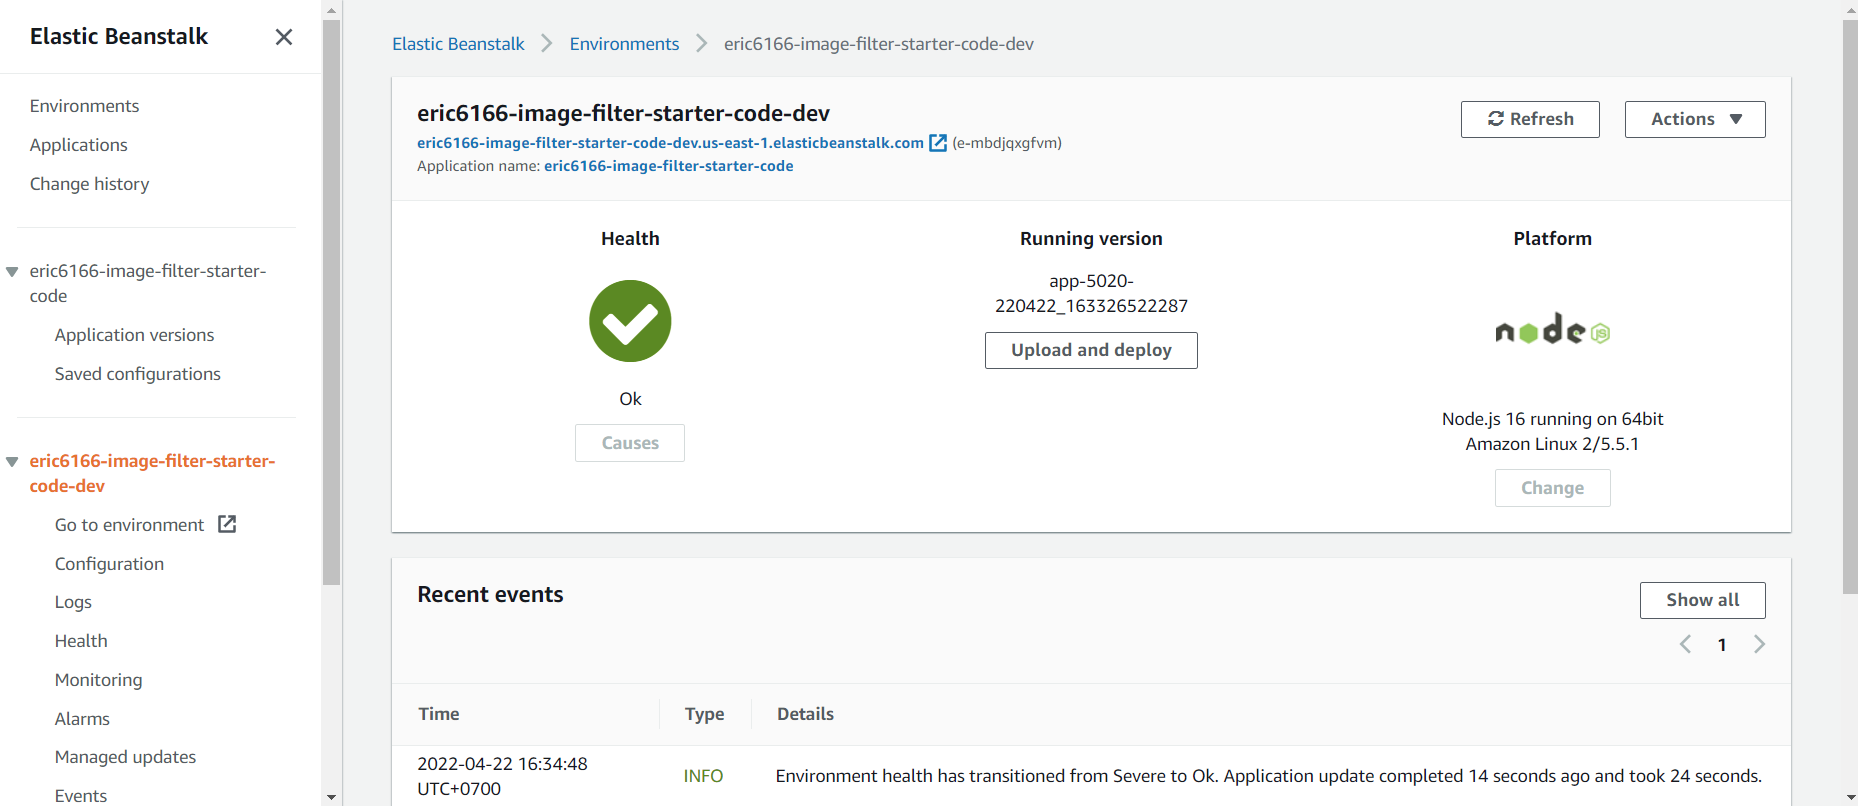 Elastic Beanstalk
Environments
Applications
Change history
eric6166-image-filter-starter-
code
Application versions
Saved configurations
eric6166-image-filter-starter-
code-dev
Go to environment
Configuration
Logs
Health
Monitoring
Alarms
Managed updates
Events
Elastic Beanstalk
Environments
eric6166-image-filter-starter-code-dev
eric6166-image-filter-starter-code-dev
eric6166-image-filter-starter-code-dev.us-east-1.elasticbeanstalk.com (e-mbdjqxgfvm)
Application name: eric6166-image-filter-starter-code
Refresh
Actions
Health
Ok
Causes
Running version
app-5020-
220422_163326522287
Upload and deploy
Platform
node JS
Node.js 16 running on 64bit
Amazon Linux 2/5.5.1
Change
Recent events
Show all
1
Time Type Details
2022-04-22 16:34:48
UTC+0700
INFO
Environment health has transitioned from Severe to Ok. Application update completed 14 seconds ago and took 24 seconds.